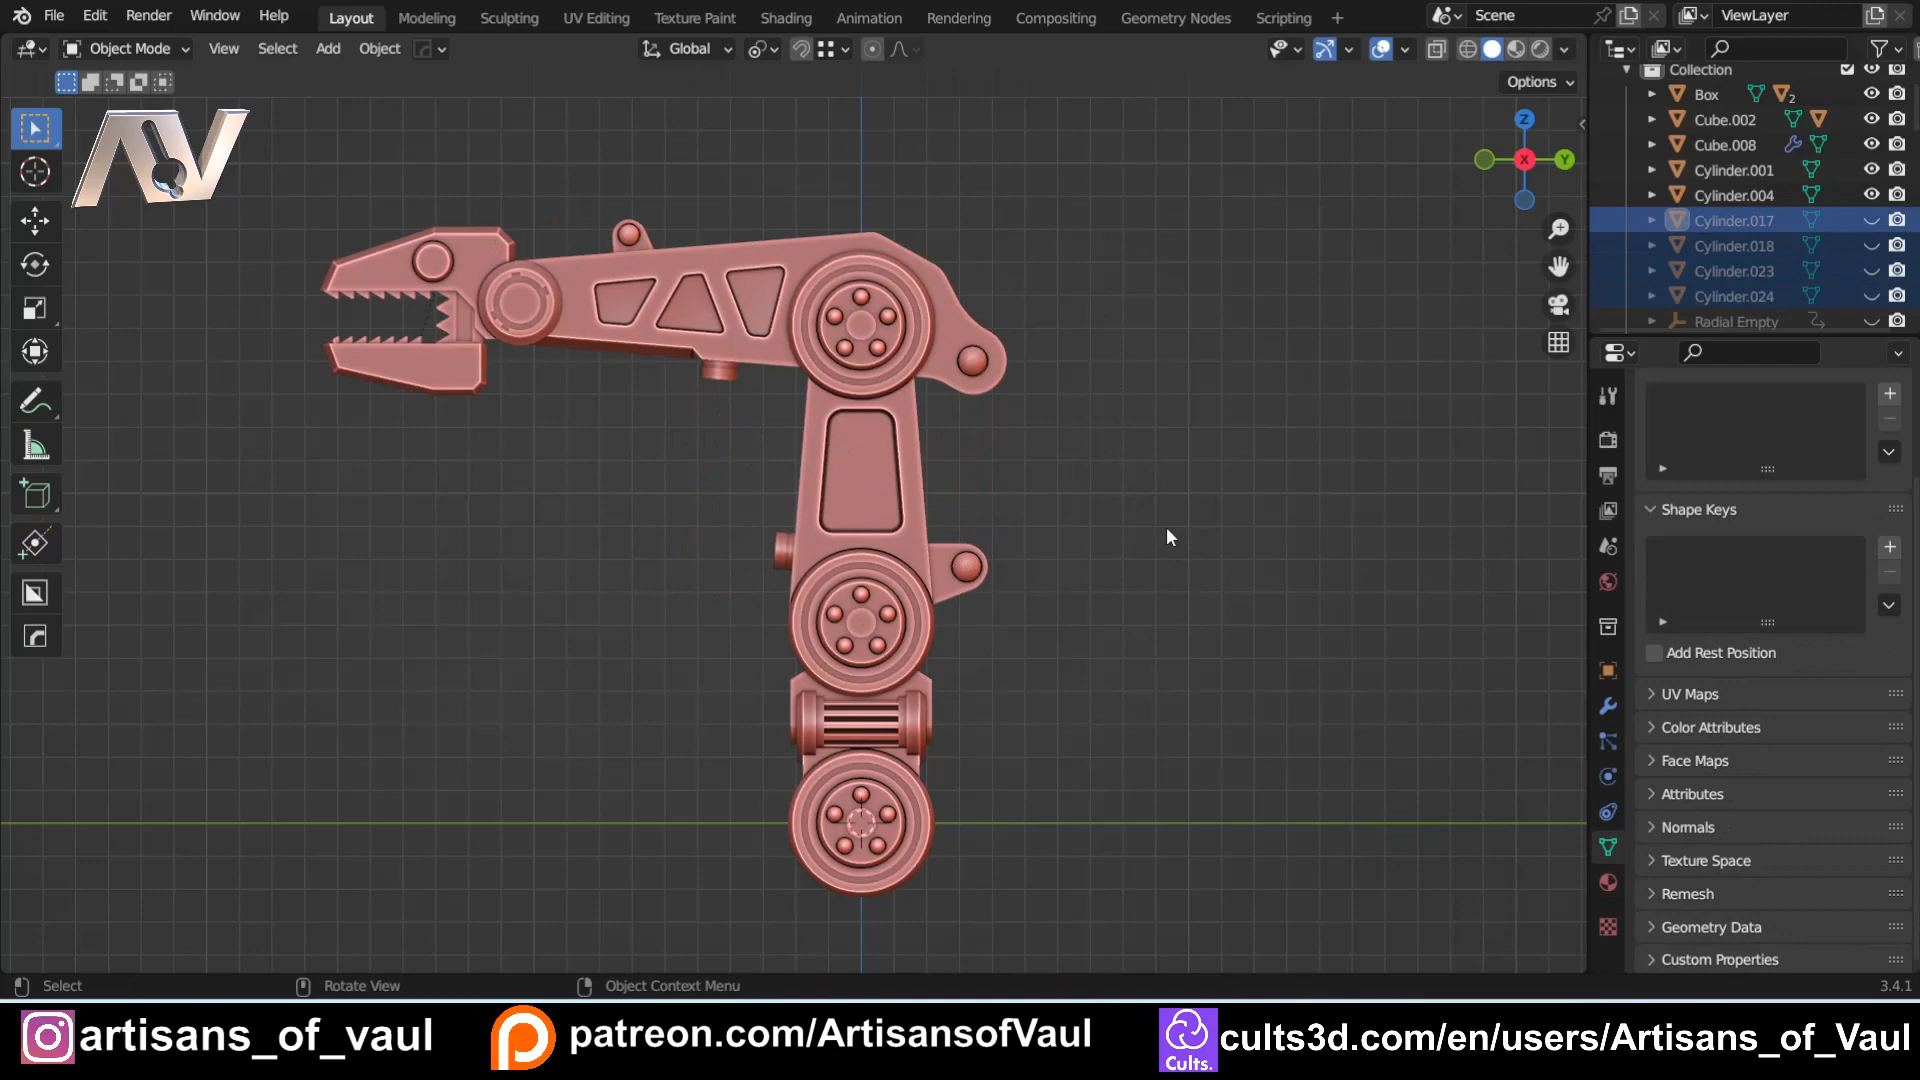 File Edit Render Window Help Layout Modeling Sculpting UV Editing Texture Paint Shading Animation Rendering Compositing Geometry Nodes Scripting + Scene ViewLayer
Object Mode View Select Add Object Global
Options
Collection
Box 2
Cube.002
Cube.008
Cylinder.001
Cylinder.004
Cylinder.017
Cylinder.018
Cylinder.023
Cylinder.024
Radial Empty
Z
X
Y
AV
Shape Keys
Add Rest Position
UV Maps
Color Attributes
Face Maps
Attributes
Normals
Texture Space
Remesh
Geometry Data
Custom Properties
Select Rotate View Object Context Menu 3.4.1
artisans_of_vaul patreon.com/ArtisansofVaul Cults. cults3d.com/en/users/Artisans_of_Vaul